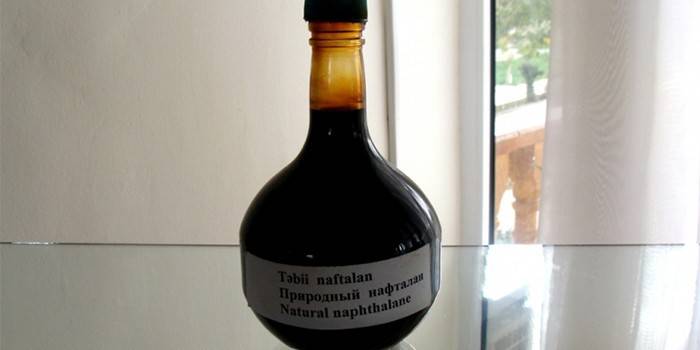 Təbii naftalan
Природный нафталан
Natural naphthalane